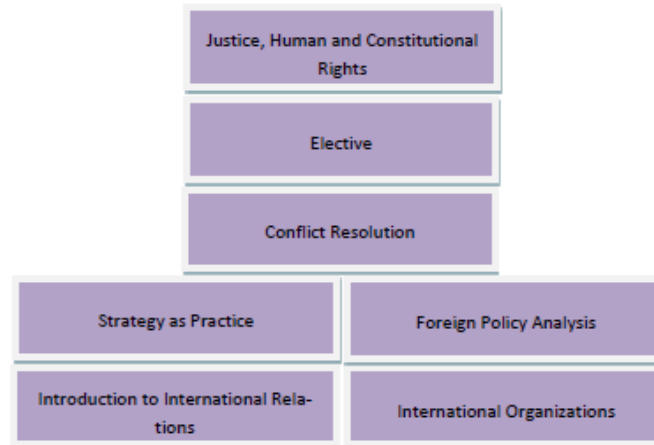 Justice, Human and Constitutional
Rights
Elective
Conflict Resolution
Strategy as Practice
Foreign Policy Analysis
Introduction to International Rela-
tions
International Organizations